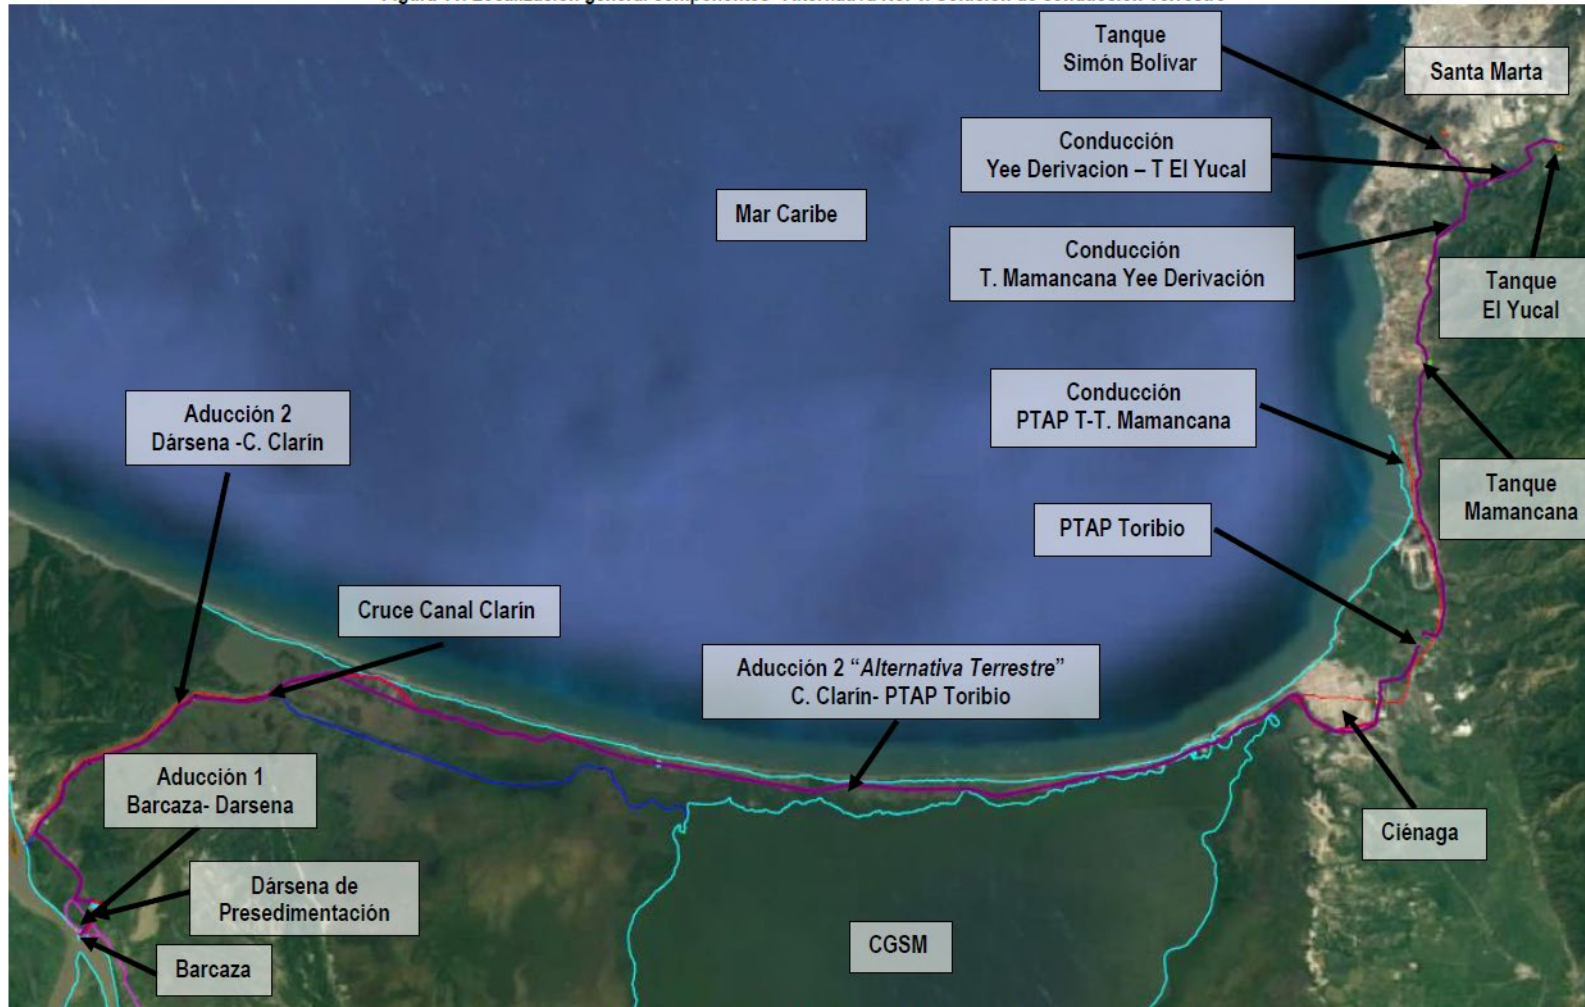 Tanque
Simón Bolívar
Santa Marta
Conducción
Yee Derivacion – T El Yucal
Mar Caribe
Conducción
T. Mamancana Yee Derivación
Tanque
El Yucal
Conducción
PTAP T-T. Mamancana
Aducción 2
Dársena -C. Clarín
Tanque
Mamancana
PTAP Toribio
Cruce Canal Clarín
Aducción 2 “Alternativa Terrestre”
C. Clarín- PTAP Toribio
Aducción 1
Barcaza- Darsena
Ciénaga
Dársena de
Presedimentación
CGSM
Barcaza